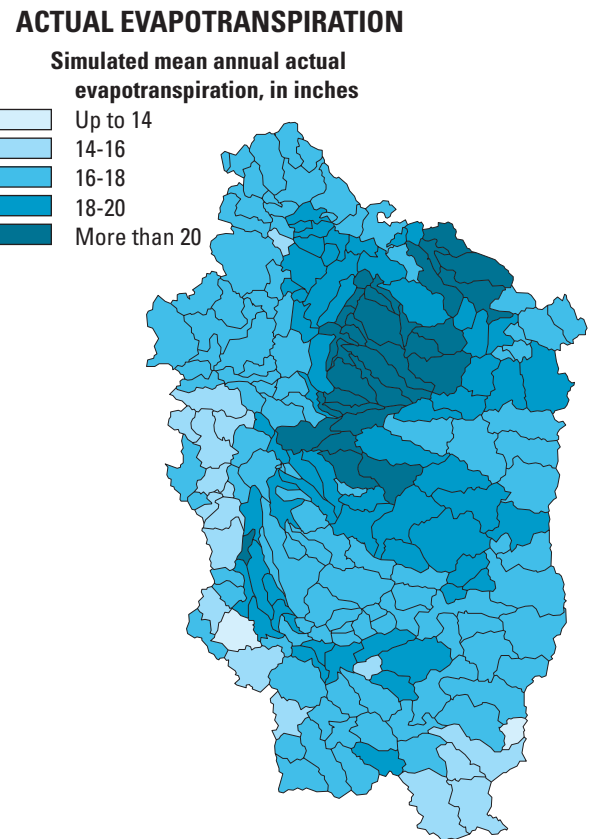 ACTUAL EVAPOTRANSPIRATION
Simulated mean annual actual
evapotranspiration, in inches
Up to 14
14-16
16-18
18-20
More than 20